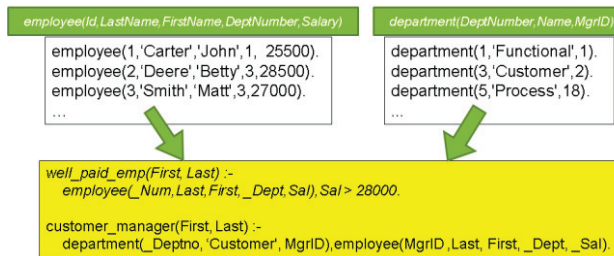 employee(Id,LastName,FirstName,DeptNumber,Salary)
employee(1,‘Carter’,'John’,1, 25500).
employee(2,'Deere’,'Betty',3,28500).
employee(3,'Smith’,'Matt’,3,27000).
...
department(DeptNumber,Name,MgrID)
department(1,'Functional’,1).
department(3,'Customer’,2).
department(5,'Process’,18).
...
well_paid_emp(First, Last) :-
employee(_Num,Last,First,_Dept,Sal),Sal > 28000.
customer_manager(First, Last) :-
department(_Deptno, ‘Customer’, MgrID),employee(MgrID ,Last, First, _Dept, _Sal).